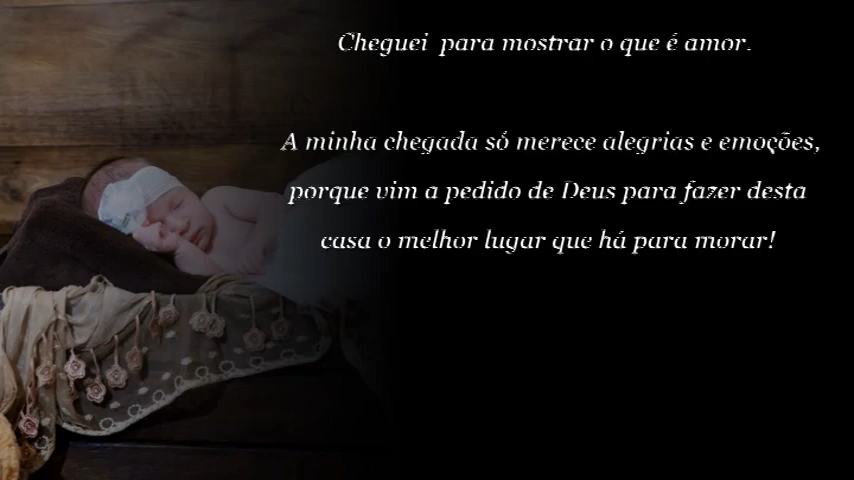 Cheguei para mostrar o que é amor.
A minha chegada só merece alegrias e emoções,
porque vim a pedido de Deus para fazer desta
casa o melhor lugar que há para morar!